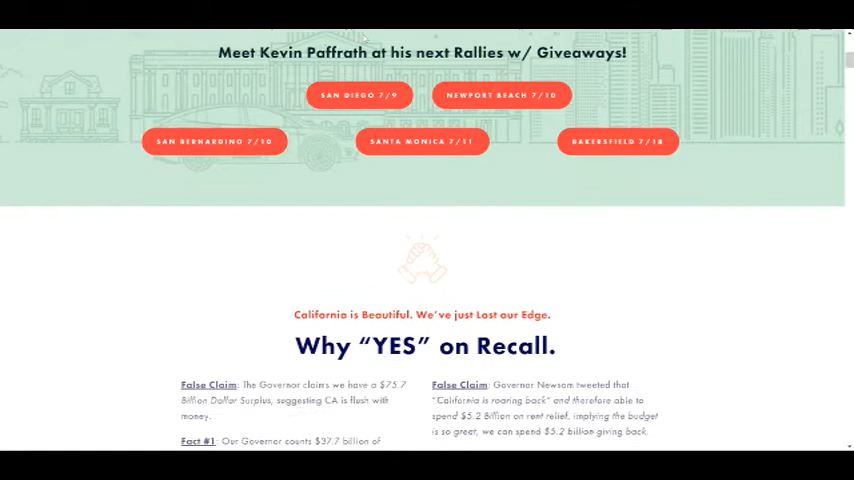 Meet Kevin Paffrath at his next Rallies w/ Giveaways!
SAN DIEGO 7/9
NEWPORT BEACH 7/10
SAN BERNARDINO 7/10
SANTA MONICA 7/11
BAKERSFIELD 7/18
California is Beautiful. We've just Lost our Edge.
Why “YES” on Recall.
False Claim: The Governor claims we have a $75.7
Billion Dollar Surplus, suggesting CA is flush with
money.
Fact #1: Our Governor counts $37.7 billion of
False Claim: Governor Newsom tweeted that
“California is roaring back” and therefore able to
spend $5.2 Billion on rent relief, implying the budget
is so great, we can spend $5.2 billion giving back.